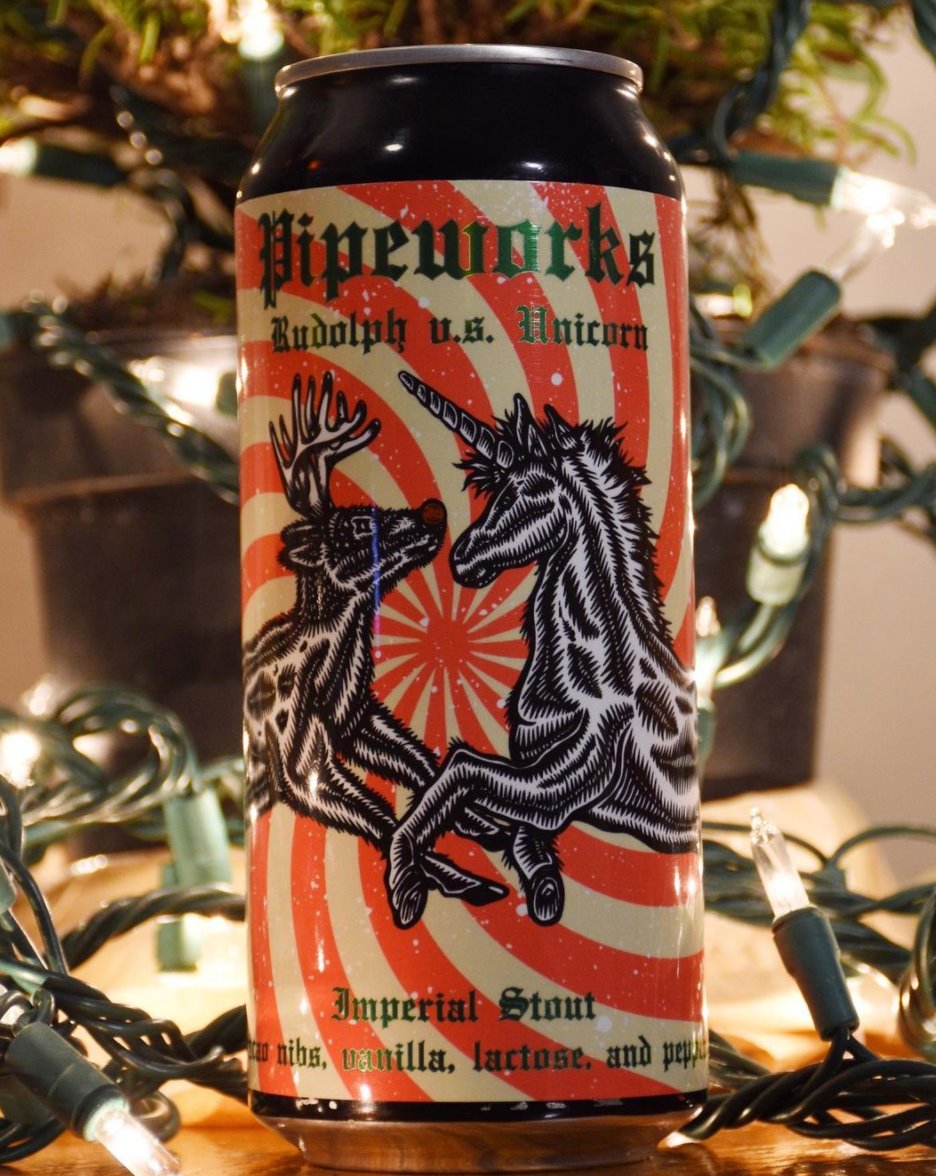 Pipeworks
Rudolph v.s. Unicorn
Imperial Stout
nibs, vanilla, lactose, and